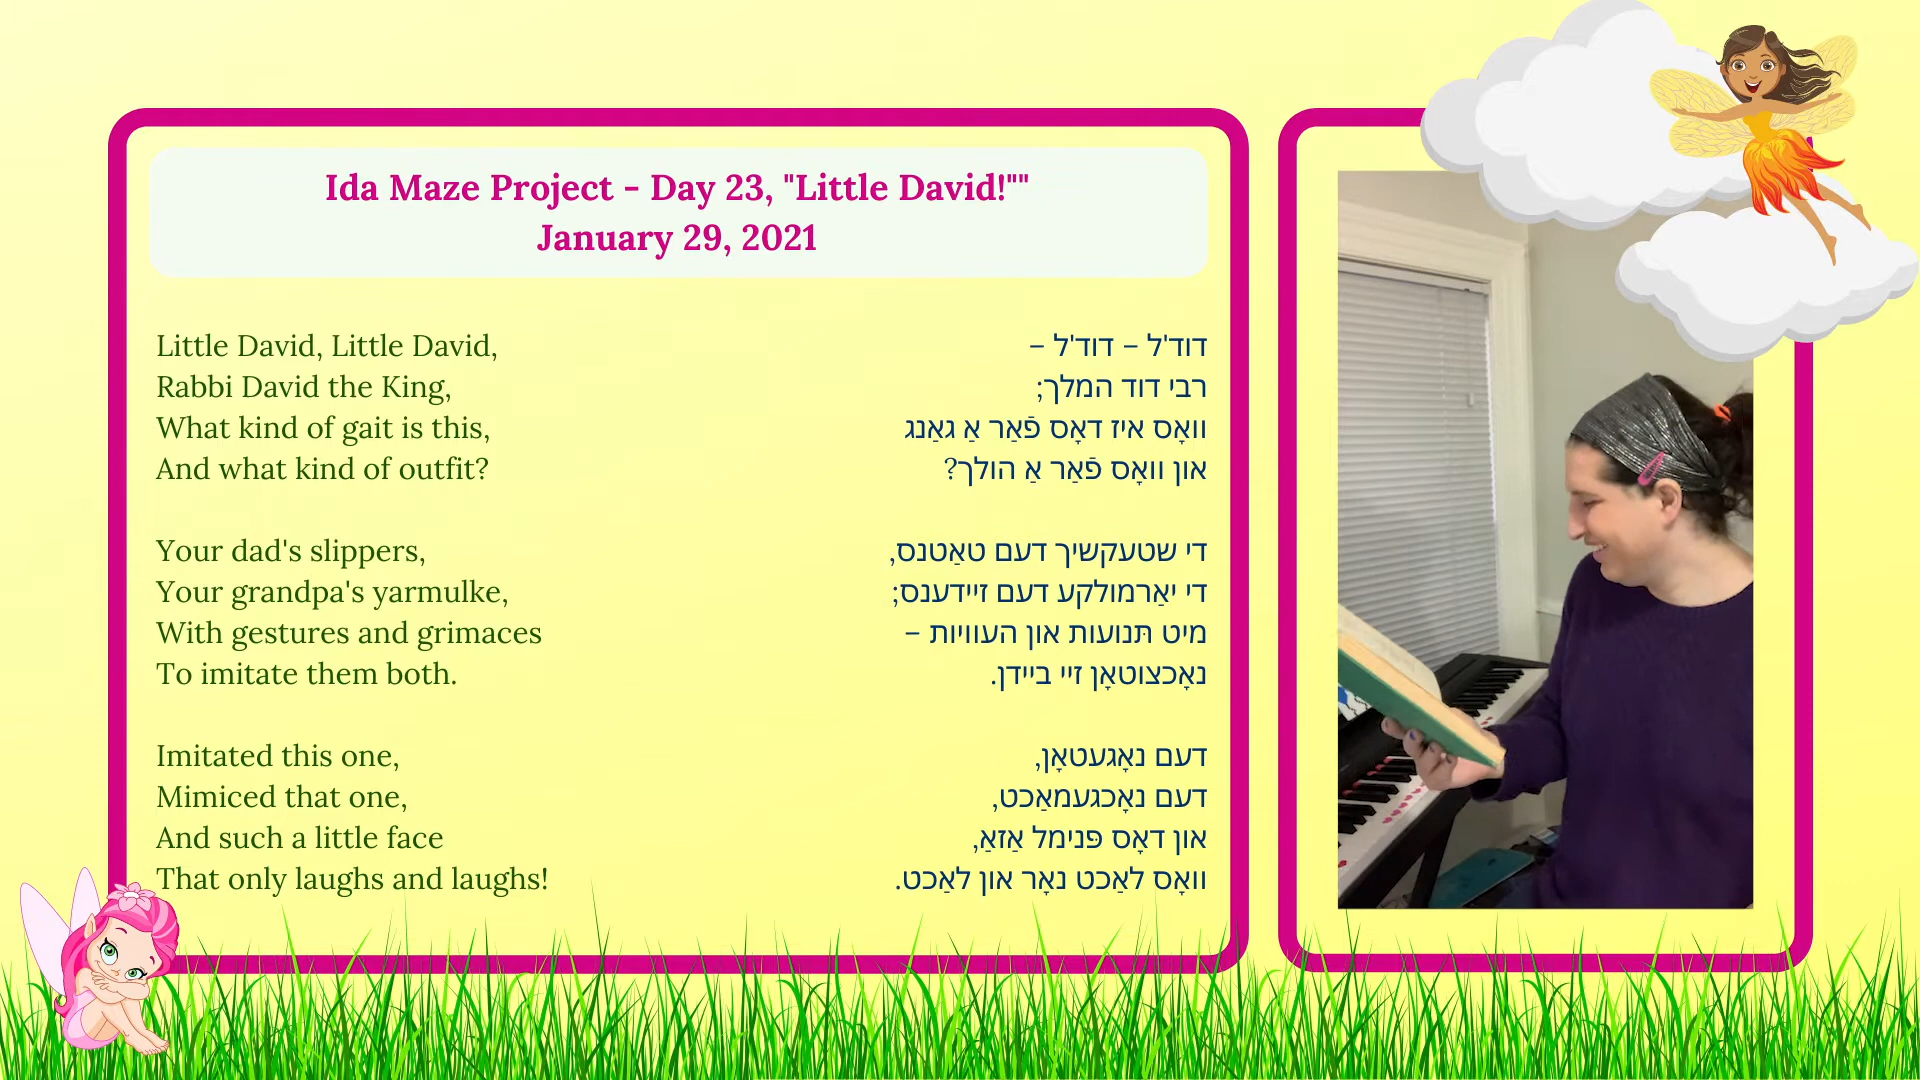 Ida Maze Project - Day 23, "Little David!""
January 29, 2021
Little David, Little David,
Rabbi David the King,
What kind of gait is this,
And what kind of outfit?
Your dad's slippers,
Your grandpa's yarmulke,
With gestures and grimaces
To imitate them both.
Imitated this one,
Mimiced that one,
And such a little face
That only laughs and laughs!
דוד'ל – דוד'ל –
רבי דוד המלך;
וואָס איז דאָס פֿאַר אַ גאַנג
און וואָס פֿאַר אַ הולך?
די שטעקשיך דעם טאַטנס,
די יאַרמולקע דעם זיידענס;
מיט תּנועות און העוויות –
נאָכצוטאָן זיי ביידן.
דעם נאָגעטאָן,
דעם נאָכגעמאַכט,
און דאָס פּנימל אַזאַ,
וואָס לאַכט נאָר און לאַכט.